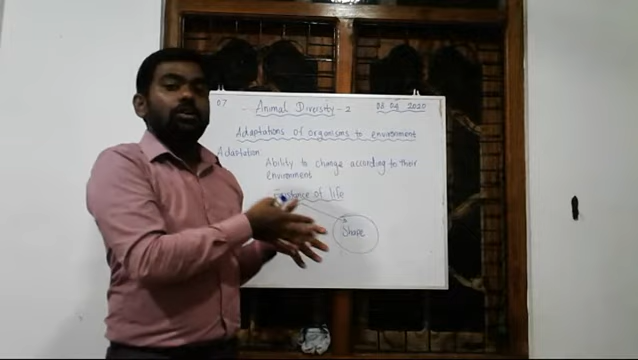 07 - Animal Diversity - 2 08 04 2020
Adaptations of organisms to environment
Adaptation:
Ability to change according to their
environment
of life
Shape